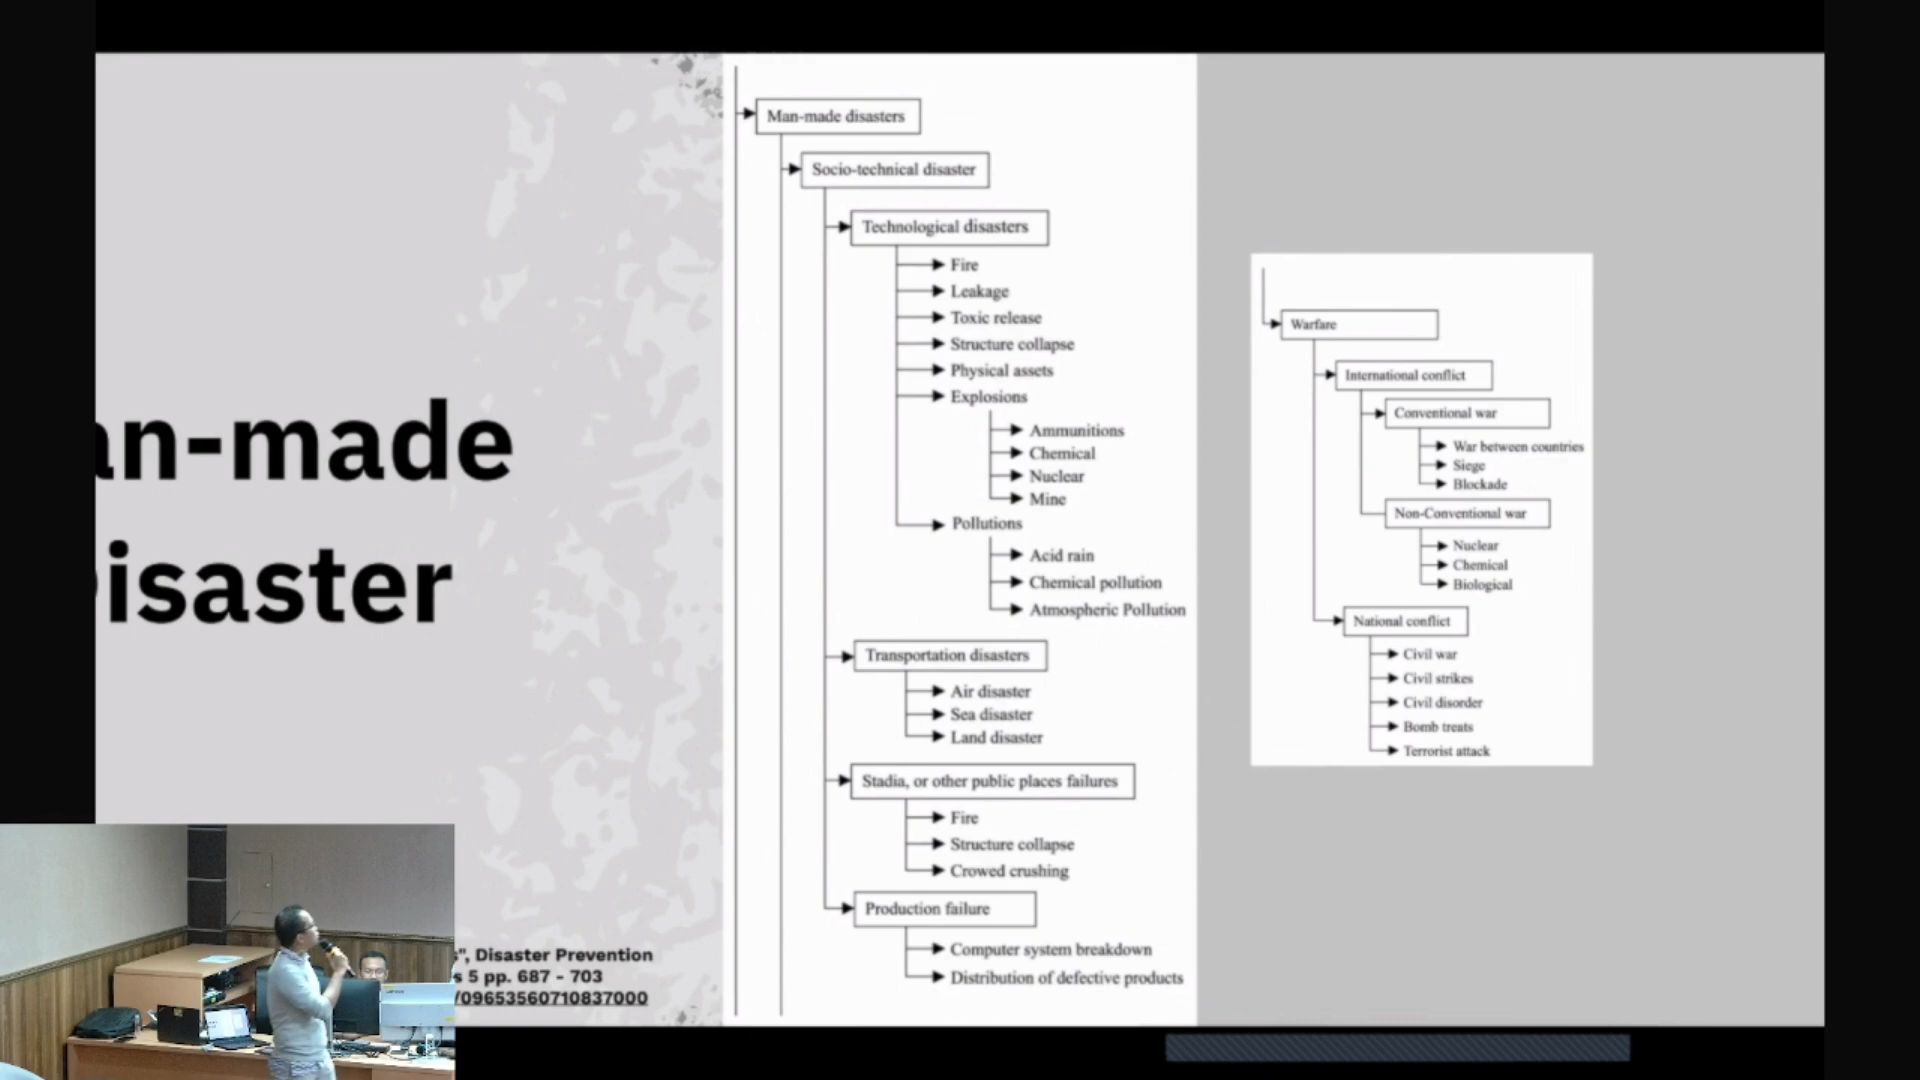 an-made
isaster
", Disaster Prevention
s 5 pp. 687 - 703
/09653560710837000
Man-made disasters
Socio-technical disaster
Technological disasters
Fire
Leakage
Toxic release
Structure collapse
Physical assets
Explosions
Ammunitions
Chemical
Nuclear
Mine
Pollutions
Acid rain
Chemical pollution
Atmospheric Pollution
Transportation disasters
Air disaster
Sea disaster
Land disaster
Stadia, or other public places failures
Fire
Structure collapse
Crowed crushing
Production failure
Computer system breakdown
Distribution of defective products
Warfare
International conflict
Conventional war
War between countries
Siege
Blockade
Non-Conventional war
Nuclear
Chemical
Biological
National conflict
Civil war
Civil strikes
Civil disorder
Bomb treats
Terrorist attack